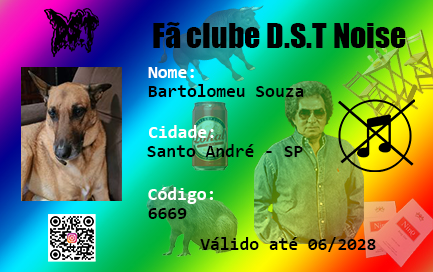 D.S.T
Fã clube D.S.T Noise
Nome:
Bartolomeu Souza
Cidade:
Santo André - SP
Código:
6669
Válido até 06/2028